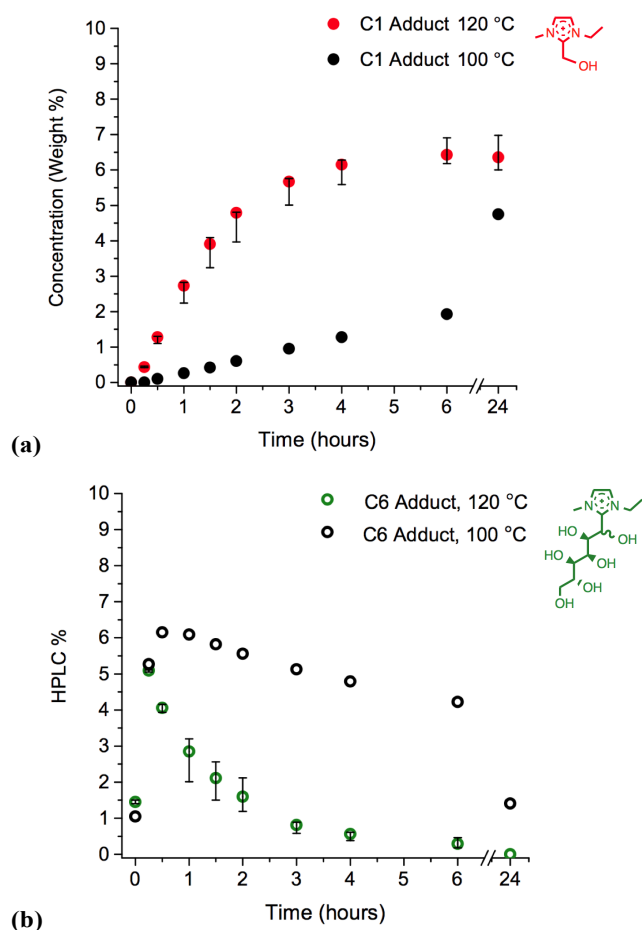 C1 Adduct 120 °C
C1 Adduct 100 °C
N
N
OH
Concentration (Weight %)
10
9
8
7
6
5
4
3
2
1
0
0 1 2 3 4 5 6 24
Time (hours)
(a)
C6 Adduct, 120 °C
C6 Adduct, 100 °C
N
N
HO
OH
HO
OH
OH
OH
HPLC %
10
9
8
7
6
5
4
3
2
1
0
0 1 2 3 4 5 6 24
Time (hours)
(b)